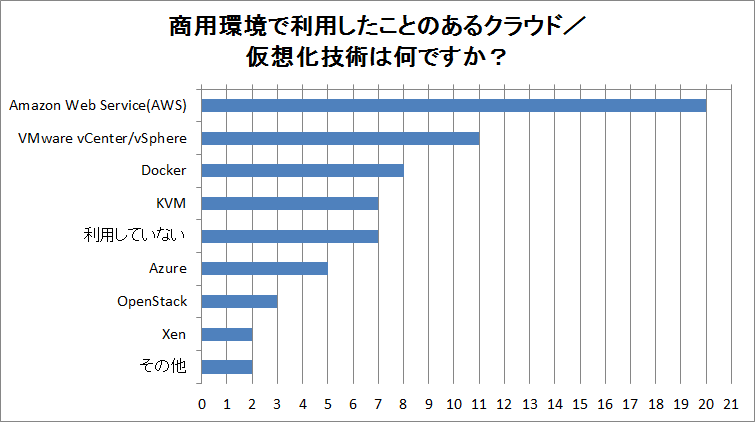 商用環境で利用したことのあるクラウド／
仮想化技術は何ですか？
Amazon Web Service(AWS)
VMware vCenter/vSphere
Docker
KVM
利用していない
Azure
OpenStack
Xen
その他
0 1 2 3 4 5 6 7 8 9 10 11 12 13 14 15 16 17 18 19 20 21